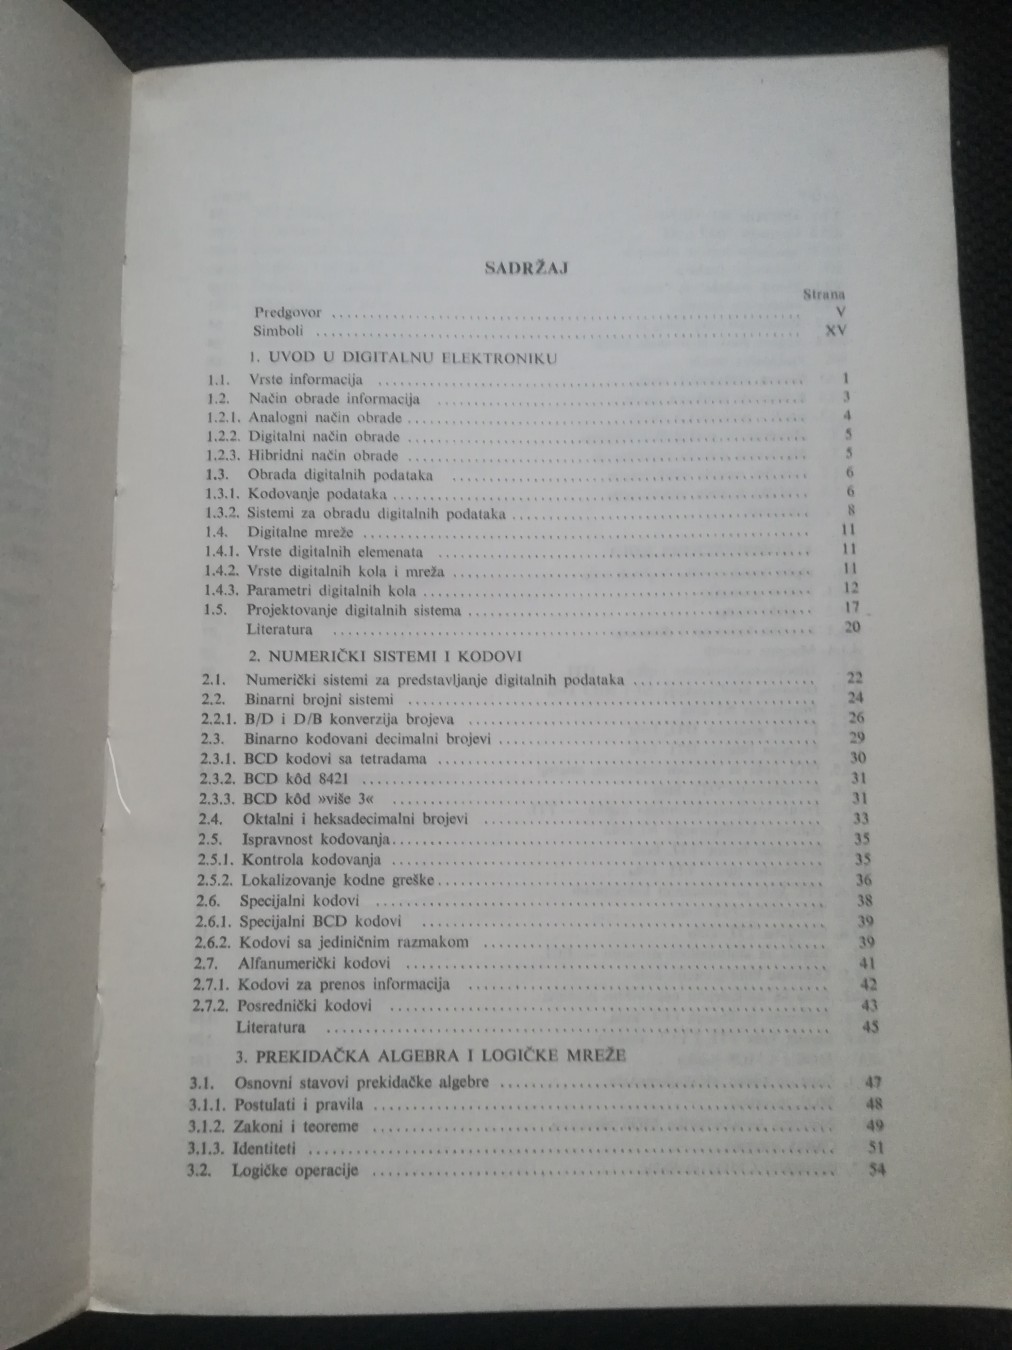 SADRŽAJ
Strana
Predgovor V
Simboli XV
1. UVOD U DIGITALNU ELEKTRONIKU
1.1. Vrste informacija 1
1.2. Način obrade informacija 3
1.2.1. Analogni način obrade 4
1.2.2. Digitalni način obrade 5
1.2.3. Hibridni način obrade 5
1.3. Obrada digitalnih podataka 6
1.3.1. Kodovanje podataka 6
1.3.2. Sistemi za obradu digitalnih podataka 8
1.4. Digitalne mreže 11
1.4.1. Vrste digitalnih elemenata 11
1.4.2. Vrste digitalnih kola i mreža 11
1.4.3. Parametri digitalnih kola 12
1.5. Projektovanje digitalnih sistema 17
Literatura 20
2. NUMERIČKI SISTEMI I KODOVI
2.1. Numerički sistemi za predstavljanje digitalnih podataka 22
2.2. Binarni brojni sistemi 24
2.2.1. B/D i D/B konverzija brojeva 26
2.3. Binarno kodovani decimalni brojevi 29
2.3.1. BCD kodovi sa tetradama 30
2.3.2. BCD kôd 8421 31
2.3.3. BCD kôd »više 3« 31
2.4. Oktalni i heksadecimalni brojevi 33
2.5. Ispravnost kodovanja 35
2.5.1. Kontrola kodovanja 35
2.5.2. Lokalizovanje kodne greške 36
2.6. Specijalni kodovi 38
2.6.1. Specijalni BCD kodovi 39
2.6.2. Kodovi sa jediničnim razmakom 39
2.7. Alfanumerički kodovi 41
2.7.1. Kodovi za prenos informacija 42
2.7.2. Posrednički kodovi 43
Literatura 45
3. PREKIDAČKA ALGEBRA I LOGIČKE MREŽE
3.1. Osnovni stavovi prekidačke algebre 47
3.1.1. Postulati i pravila 48
3.1.2. Zakoni i teoreme 49
3.1.3. Identiteti 51
3.2. Logičke operacije 54